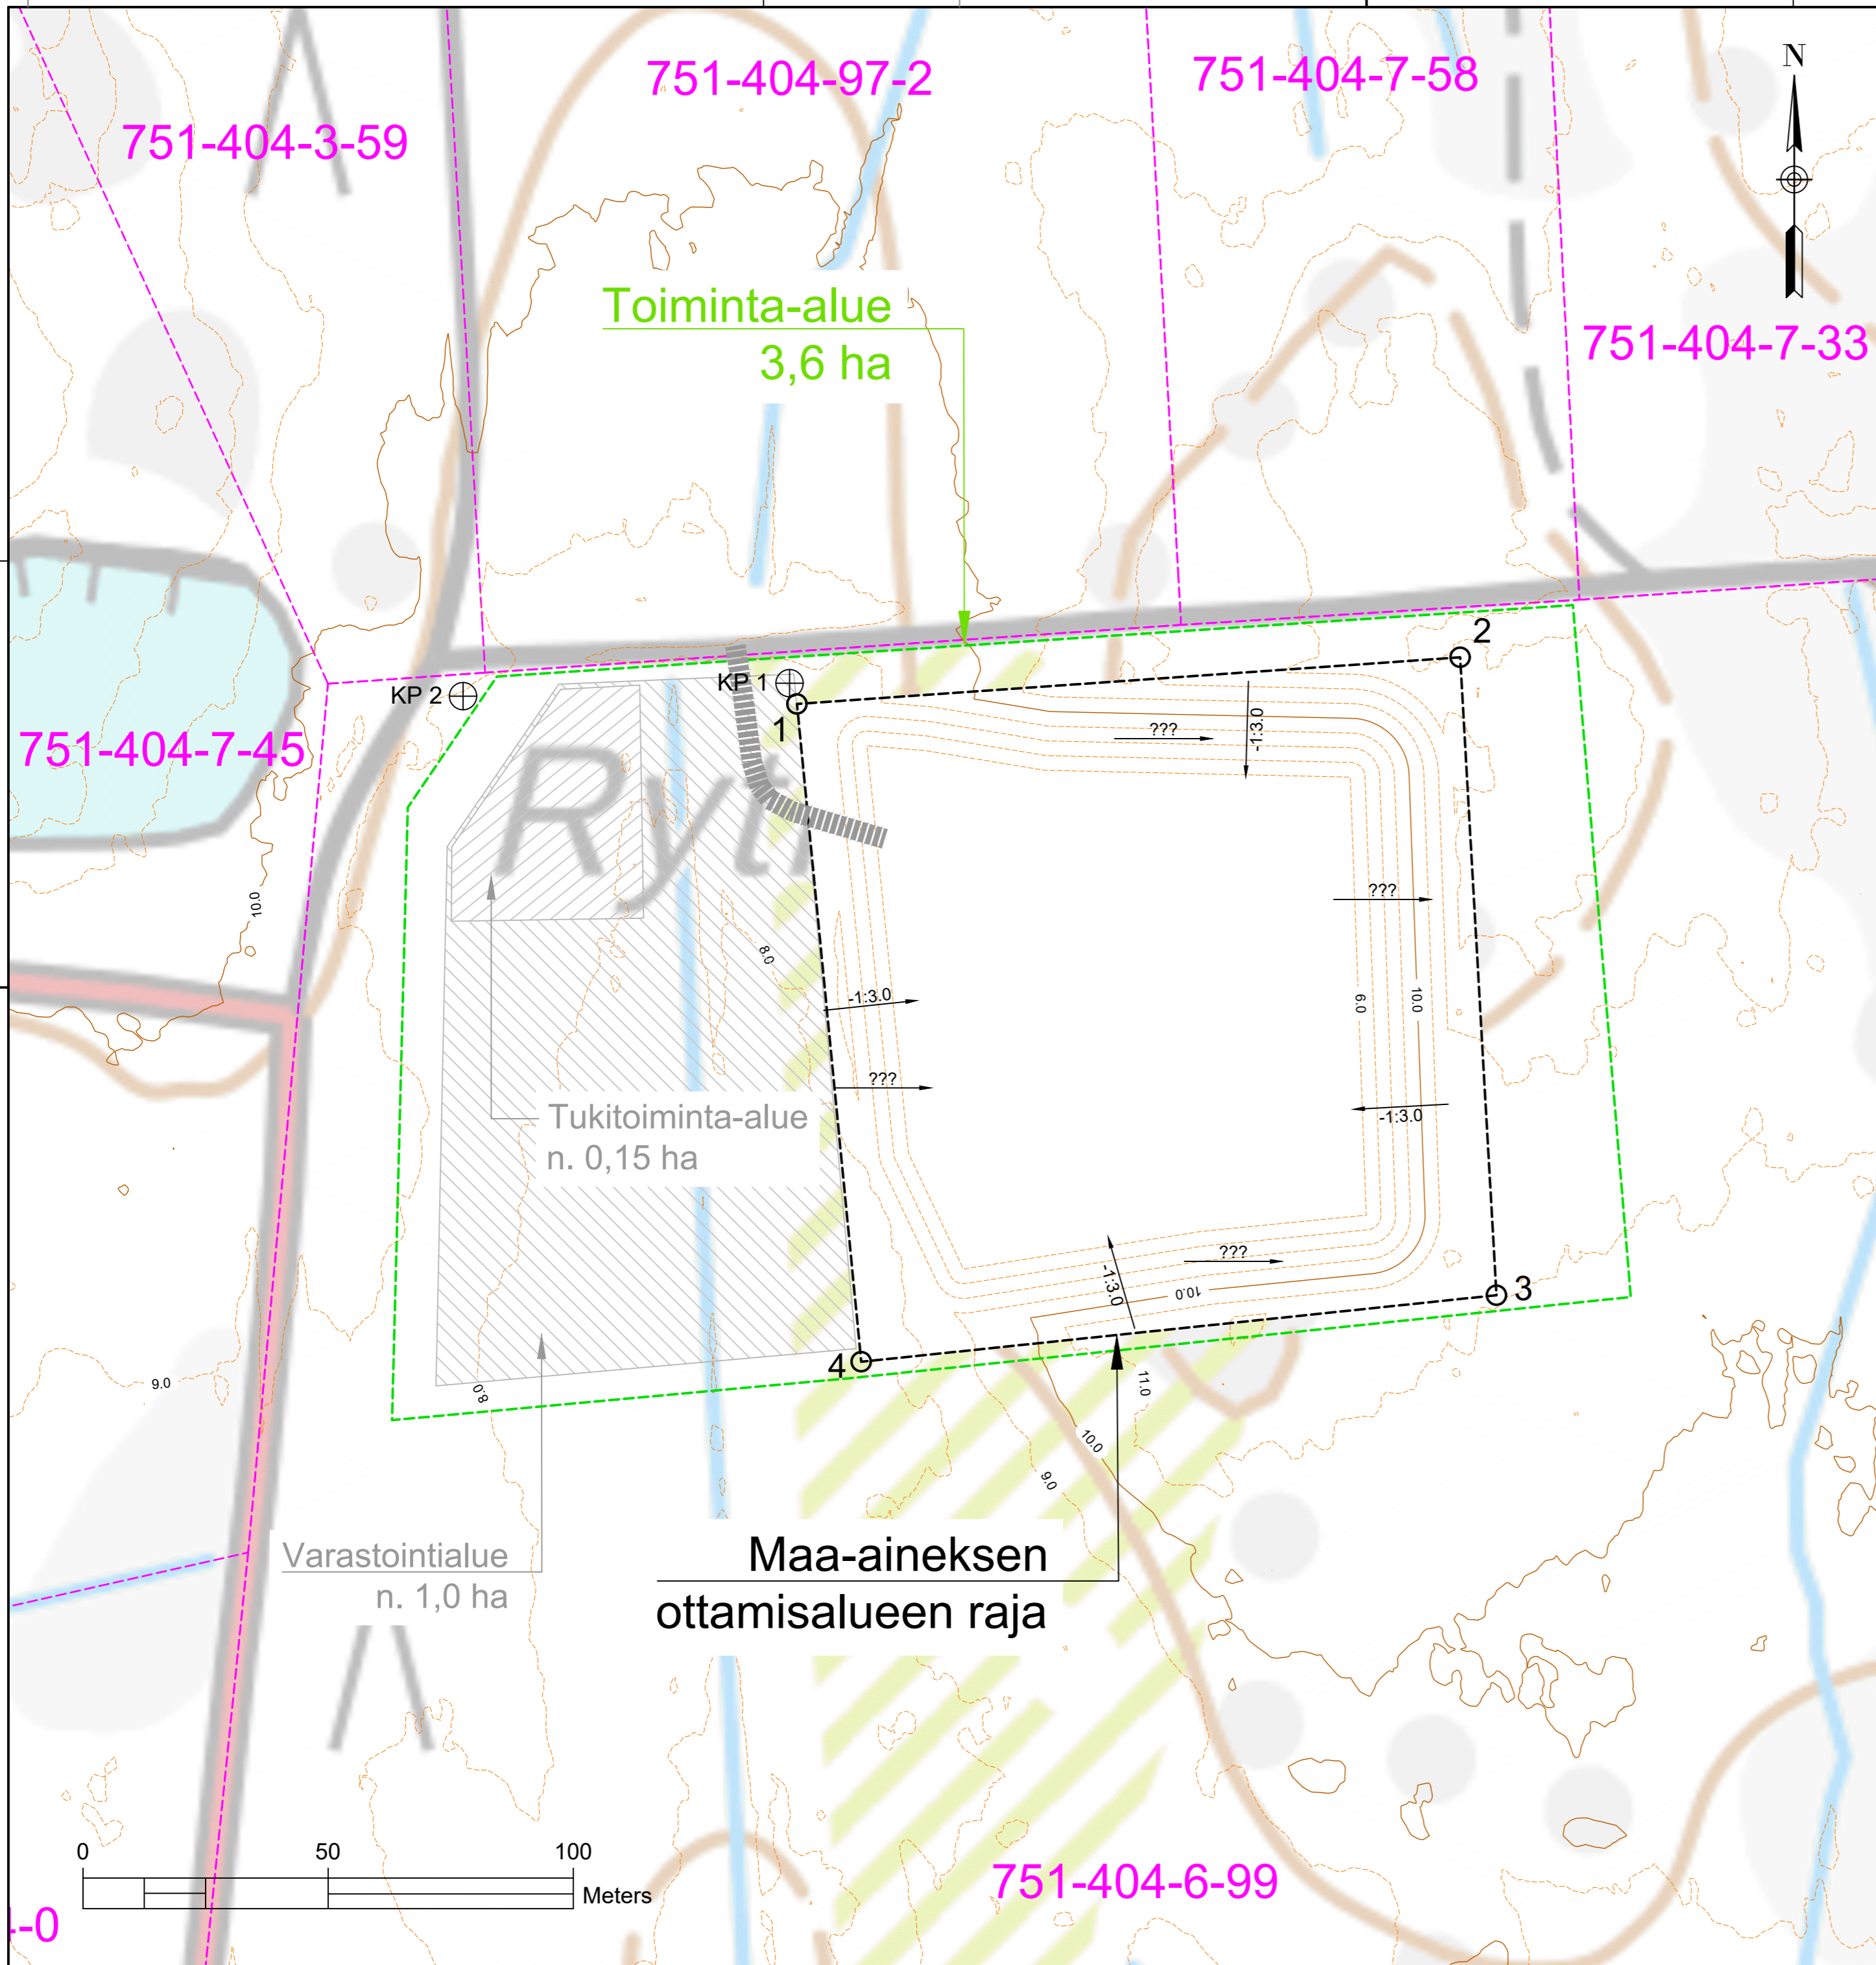 N
751-404-97-2
751-404-7-58
751-404-3-59
Toiminta-alue
3,6 ha
751-404-7-33
2
KP 1
KP 2
1
751-404-7-45
???
-1:3.0
???
10.0
8.0
-1:3.0
6.0
10.0
???
Tukitoiminta-alue
n. 0,15 ha
-1:3.0
???
-1:3.0
10.0
3
4
8.0
9.0
11.0
10.0
9.0
Varastointialue
n. 1,0 ha
Maa-aineksen
ottamisalueen raja
0 50 100
Meters
751-404-6-99
-0